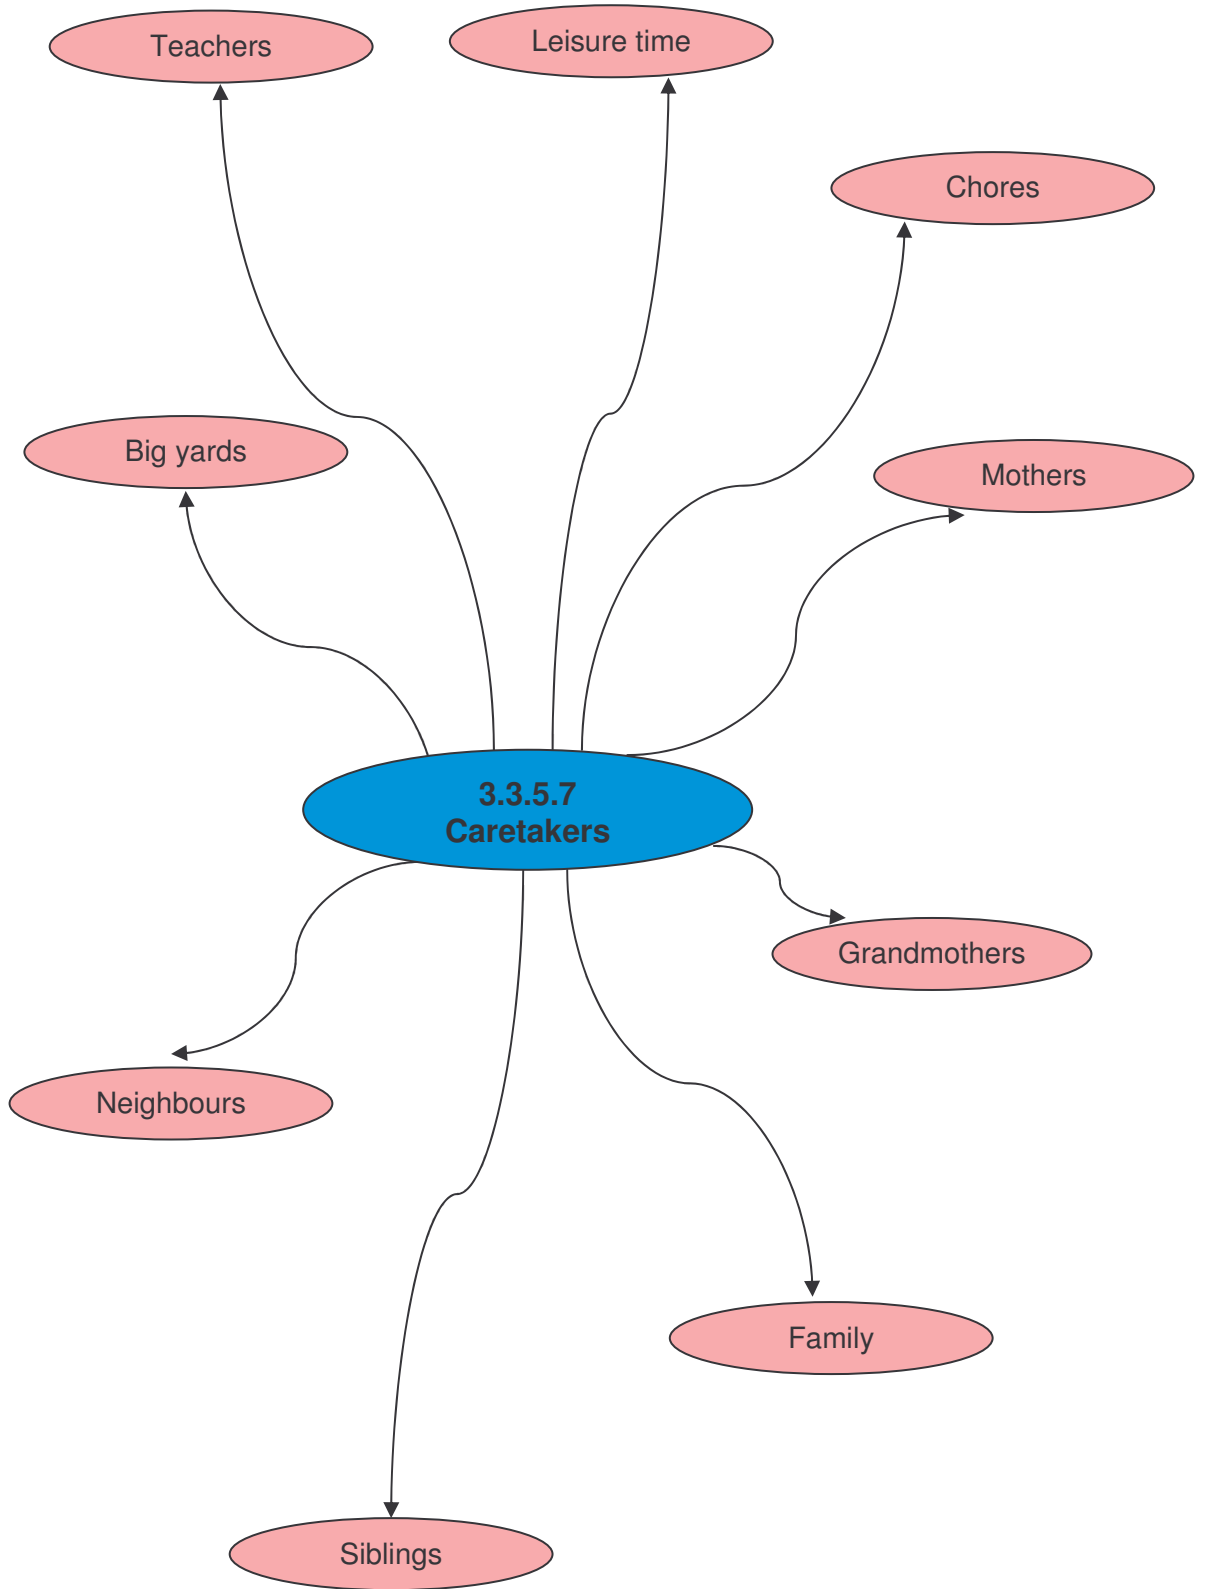 Teachers
Leisure time
Chores
Big yards
Mothers
3.3.5.7
Caretakers
Grandmothers
Neighbours
Family
Siblings